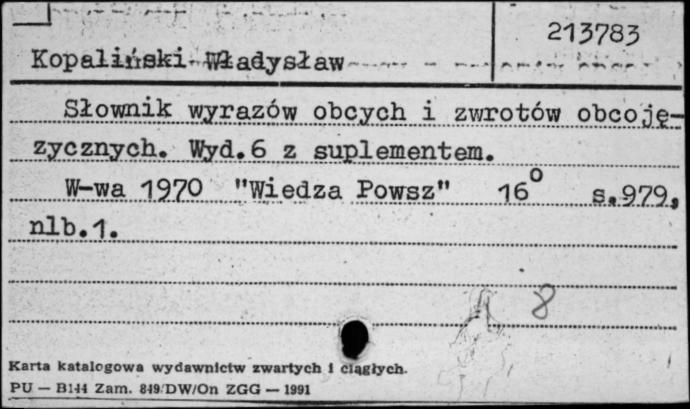 213783
Kopaliński Władysław
Słownik wyrazów obcych i zwrotów obcoję-
zycznych. Wyd.6 z suplementem.
W-wa 1970 "Wiedza Powsz" 16⁰ s.979,
nlb.1.
8
Karta katalogowa wydawnictw zwartych i ciągłych.
PU — B144 Zam. 849/DW/On ZGG — 1991